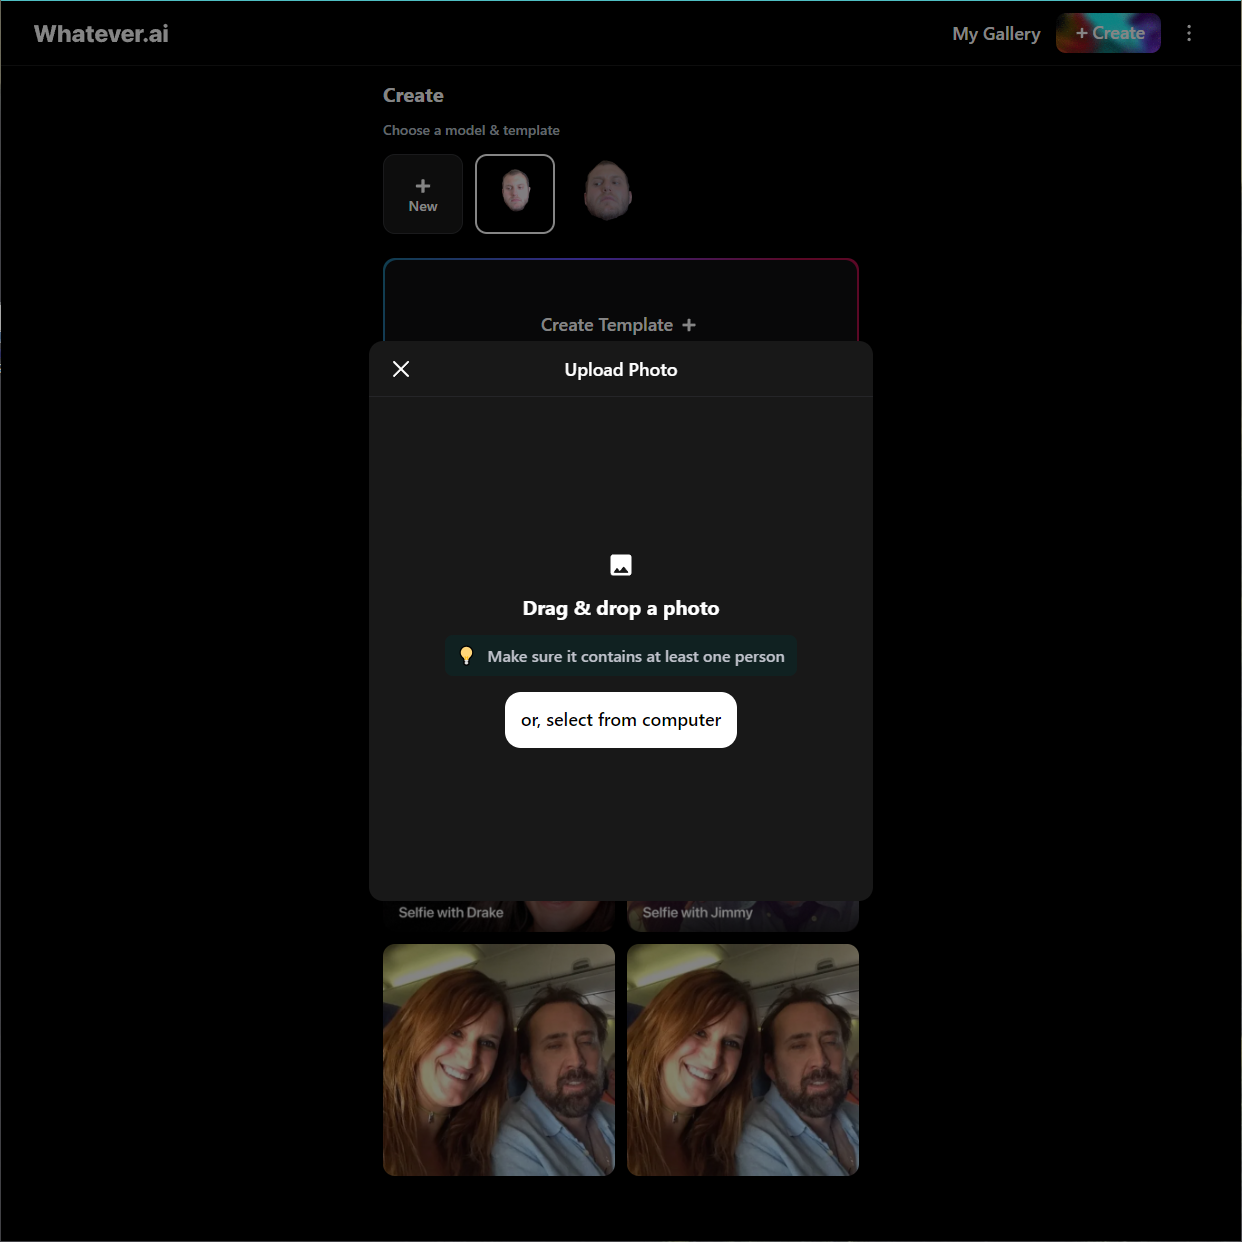 Whatever.ai
My Gallery
+ Create
Create
Choose a model & template
+
New
Create Template +
Upload Photo
Drag & drop a photo
Make sure it contains at least one person
or, select from computer
Selfie with Drake
Selfie with Jimmy